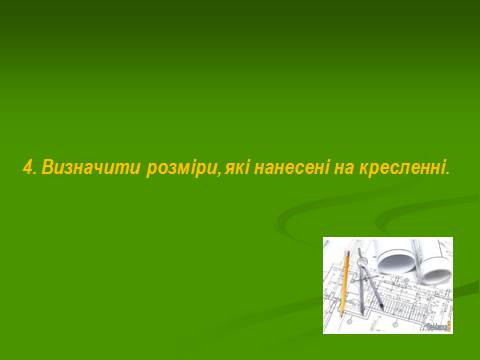 4. Визначити розміри, які нанесені на кресленні.